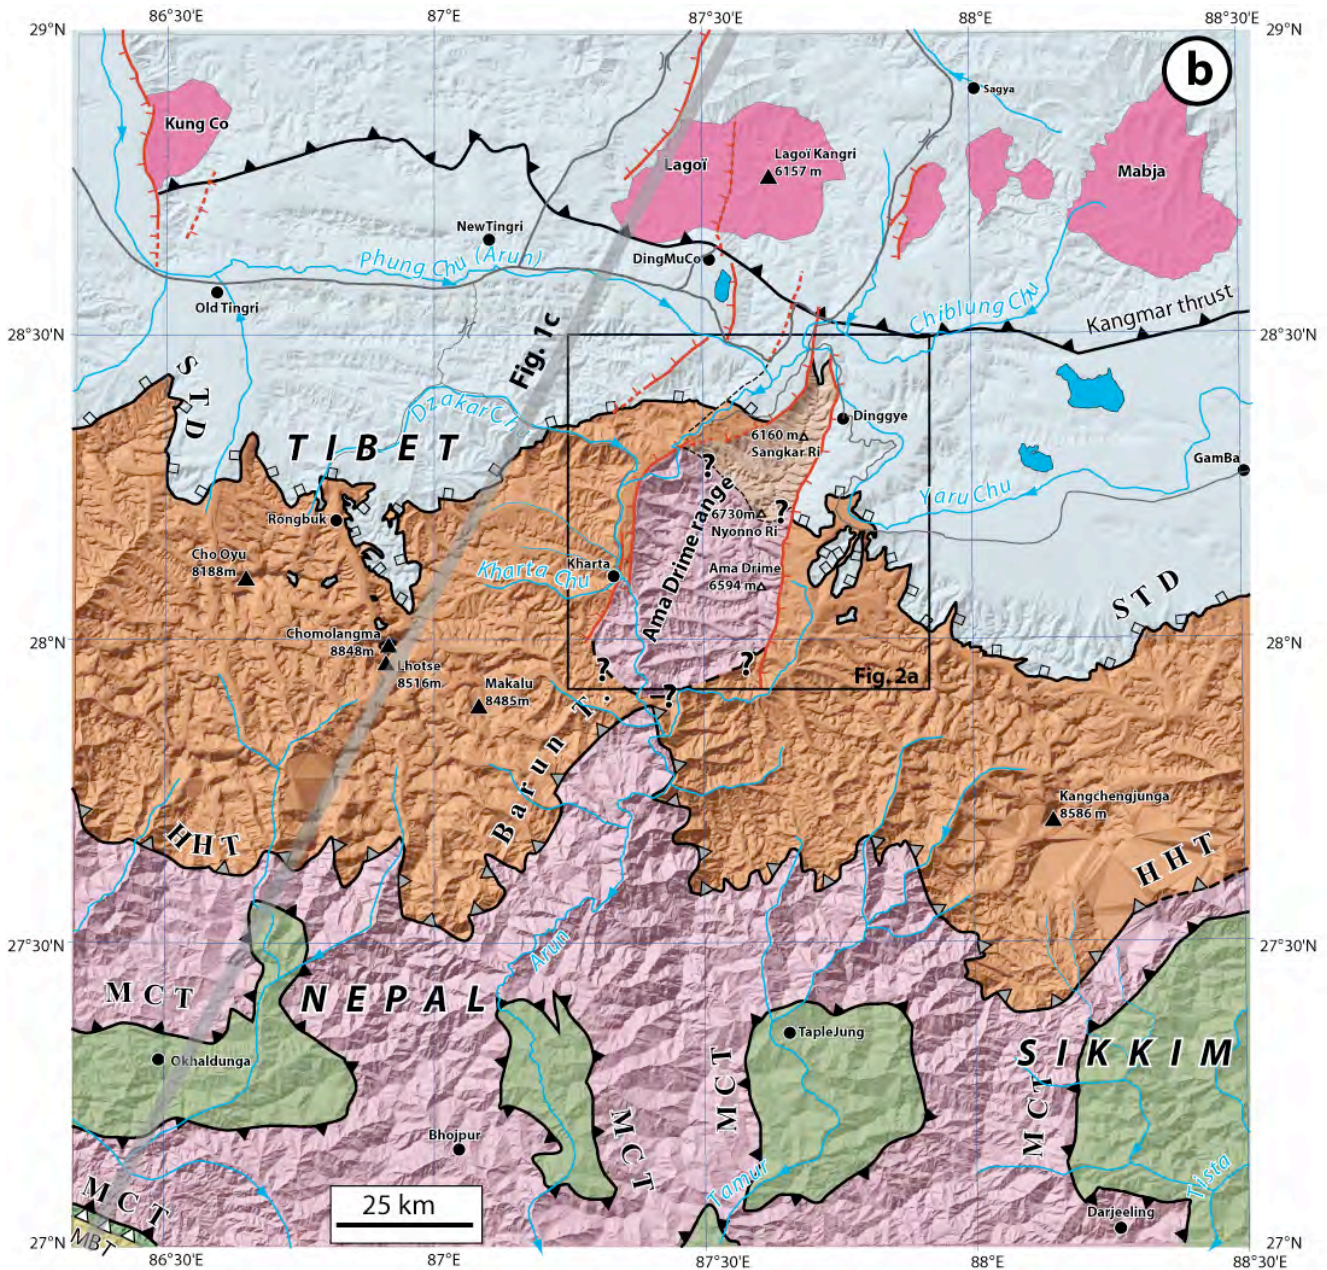 86°30'E
87°E
87°30'E
88°E
88°30'E
29°N
29°N
b
Sagya
Kung Co
Lagoï
Lagoï Kangri
6157 m
Mabja
NewTingri
Phung Chu (Arun)
DingMuCo
Old Tingri
Chiblung Chu
Kangmar thrust
28°30'N
28°30'N
Fig. 1c
STD
Dzakar Ch
TIBET
Dinggye
6160 m
Sangkar Ri
GamBa
?
Yaru Chu
Rongbuk
6730m
?
Nyonno Ri
Cho Oyu
8188m
Kharta
Kharta Chu
Ama Drime
6594 m
Ama Drime range
STD
28°N
28°N
Chomolangma
8848m
Lhotse
8516m
?
?
Fig. 2a
Makalu
8485m
?
Barun T.
Kangchengjunga
8586 m
HHT
HHT
27°30'N
27°30'N
Arun
MCT
NEPAL
TapleJung
SIKKIM
Okhaldunga
MCT
MCT
Bhojpur
MCT
Tamur
Tista
MCT
25 km
Darjeeling
MBT
27°N
27°N
86°30'E
87°E
87°30'E
88°E
88°30'E